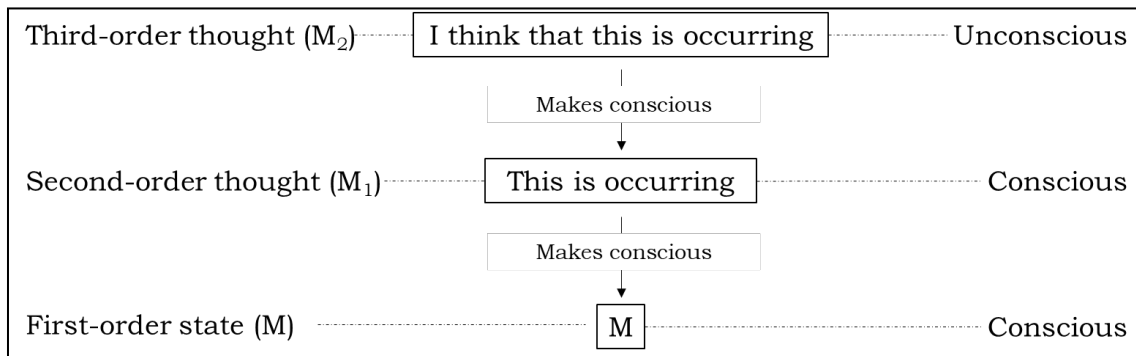 Third-order thought (M₂) I think that this is occurring Unconscious
Makes conscious
Second-order thought (M₁) This is occurring Conscious
Makes conscious
First-order state (M) M Conscious